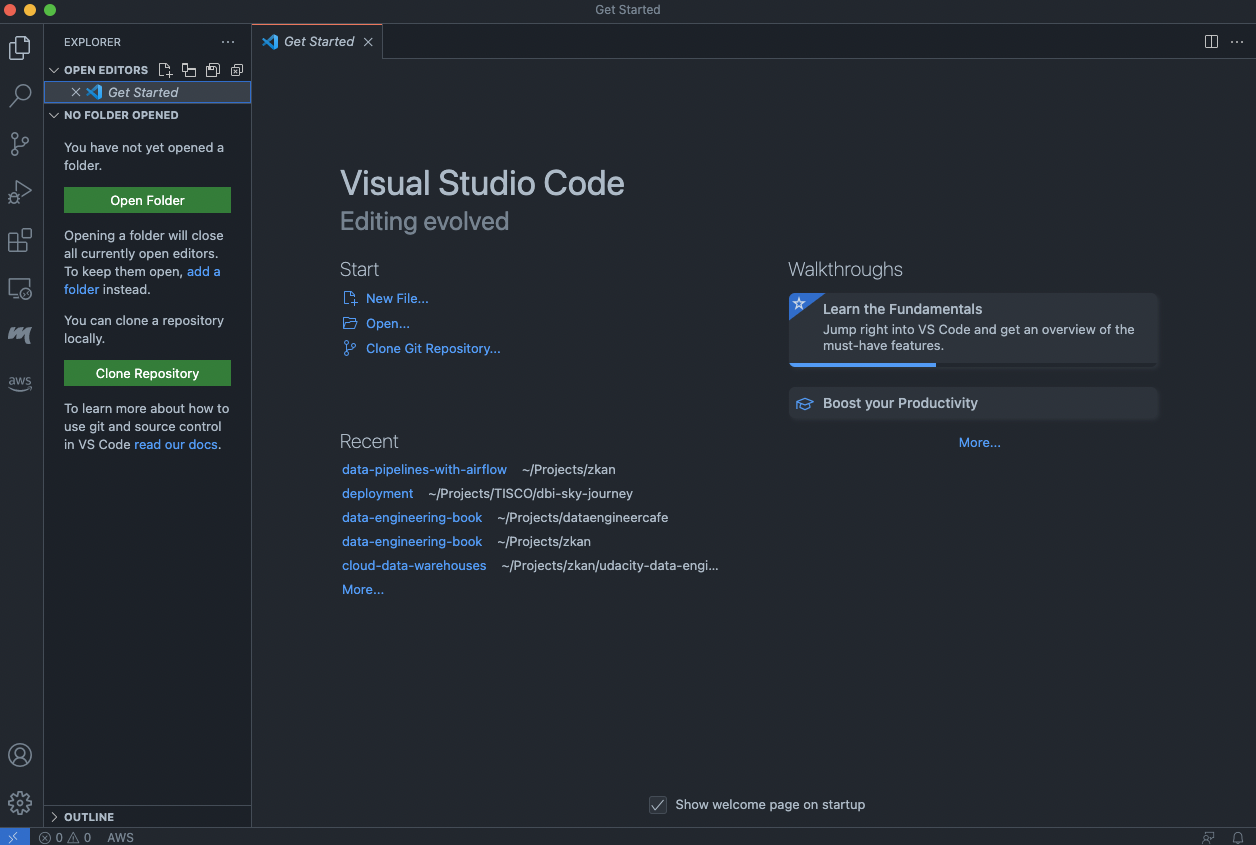 Get Started
EXPLORER
OPEN EDITORS
Get Started
NO FOLDER OPENED
You have not yet opened a
folder.
Open Folder
Opening a folder will close
all currently open editors.
To keep them open, add a
folder instead.
You can clone a repository
locally.
Clone Repository
To learn more about how to
use git and source control
in VS Code read our docs.
OUTLINE
aws
Get Started
Visual Studio Code
Editing evolved
Start
New File...
Open...
Clone Git Repository...
Recent
data-pipelines-with-airflow ~/Projects/zkan
deployment ~/Projects/TISCO/dbi-sky-journey
data-engineering-book ~/Projects/dataengineercafe
data-engineering-book ~/Projects/zkan
cloud-data-warehouses ~/Projects/zkan/udacity-data-engi...
More...
Walkthroughs
Learn the Fundamentals
Jump right into VS Code and get an overview of the
must-have features.
Boost your Productivity
More...
Show welcome page on startup
0 0 AWS